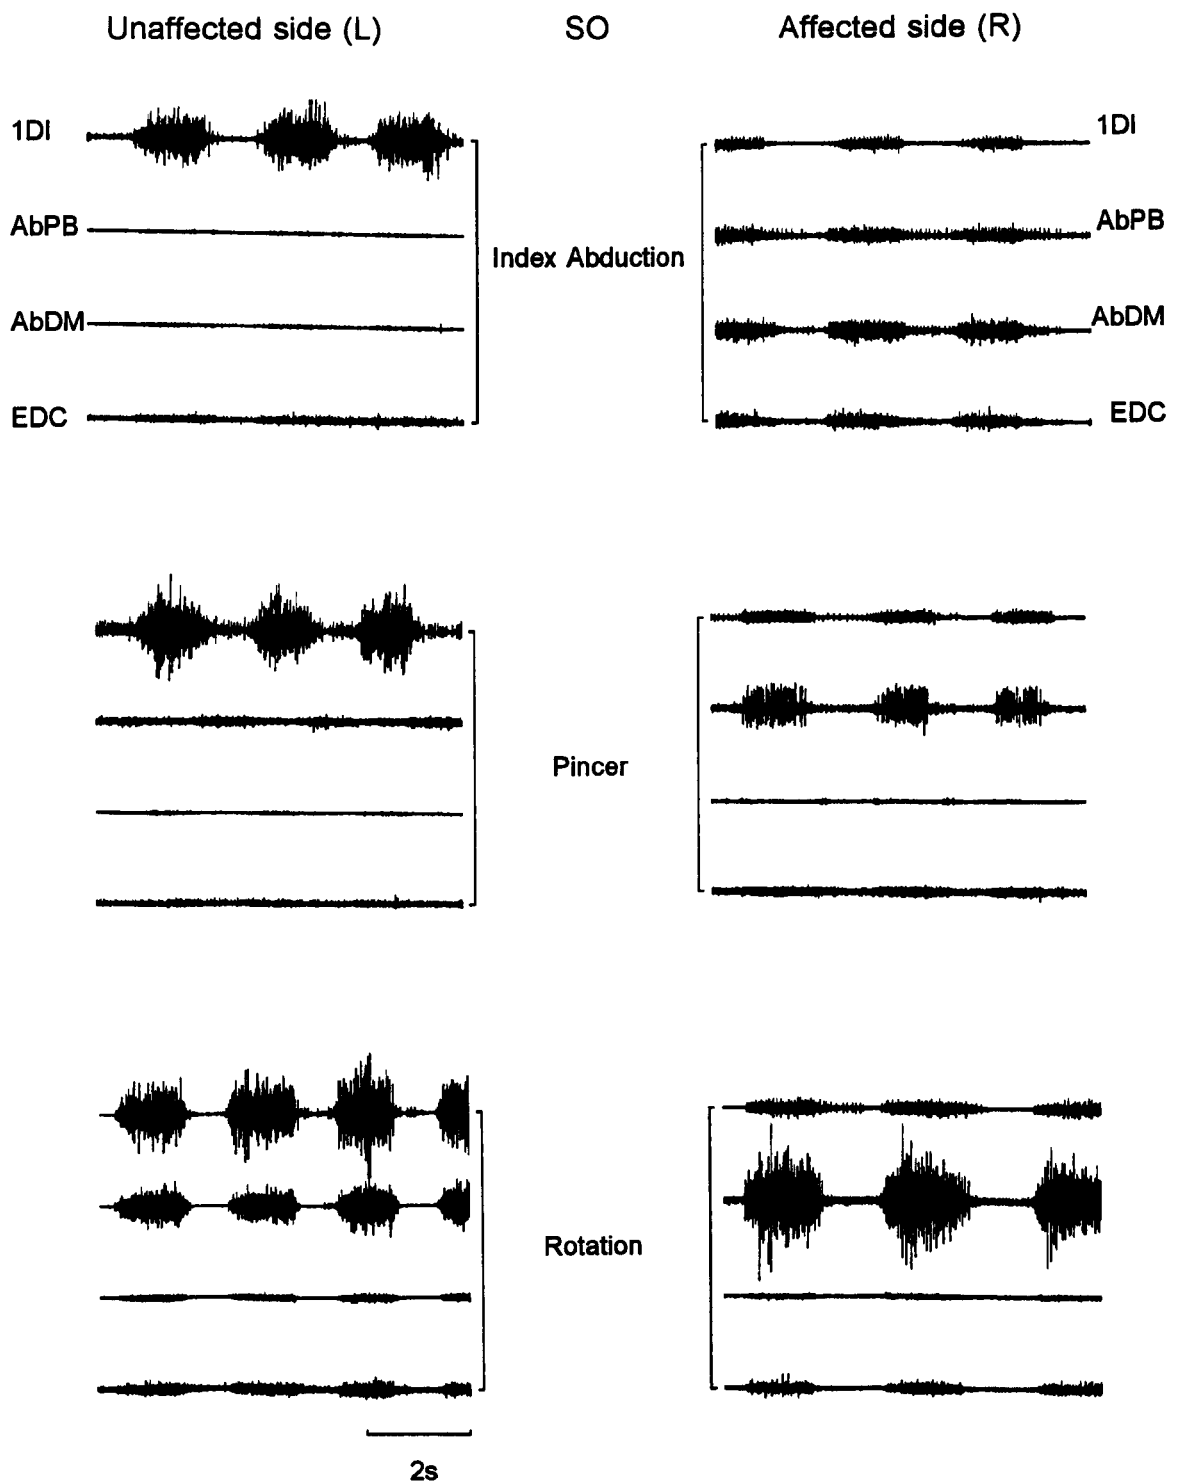 Unaffected side (L) SO Affected side (R)
1DI 1DI
AbPB AbPB
Index Abduction
AbDM AbDM
EDC EDC
Pincer
Rotation
2s